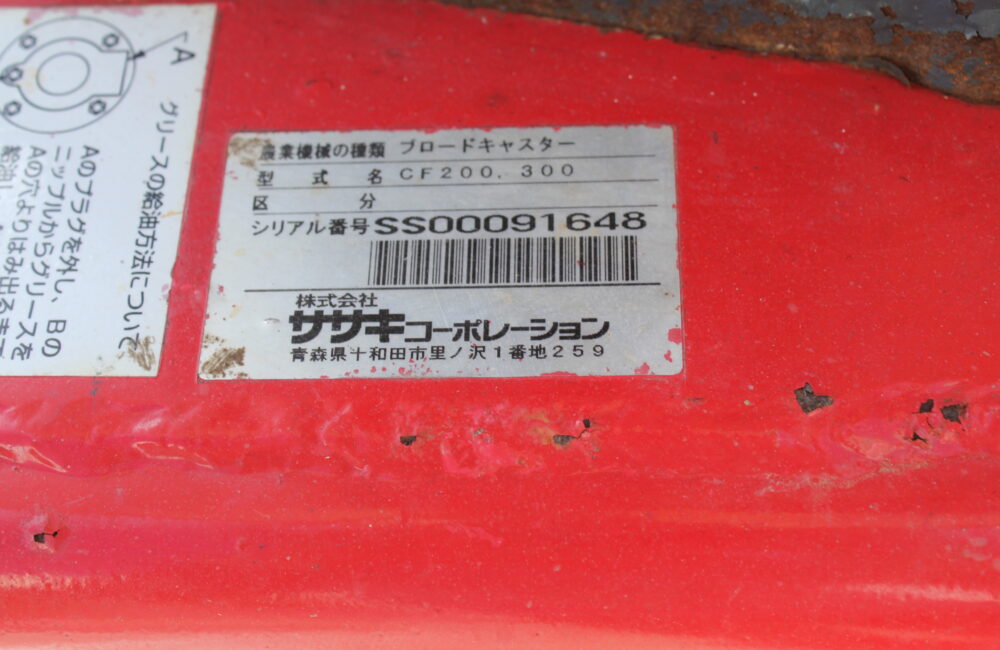 農業機械の種類 ブロードキャスター
型式名 CF200, 300
区分
シリアル番号 SS00091648
株式会社
ササキコーポレーション
青森県十和田市里ノ沢1番地259
A
グリースの給油方法について
Aのプラグを外し、Bの
ニップルからグリースを
Aの穴よりはみ出るまで